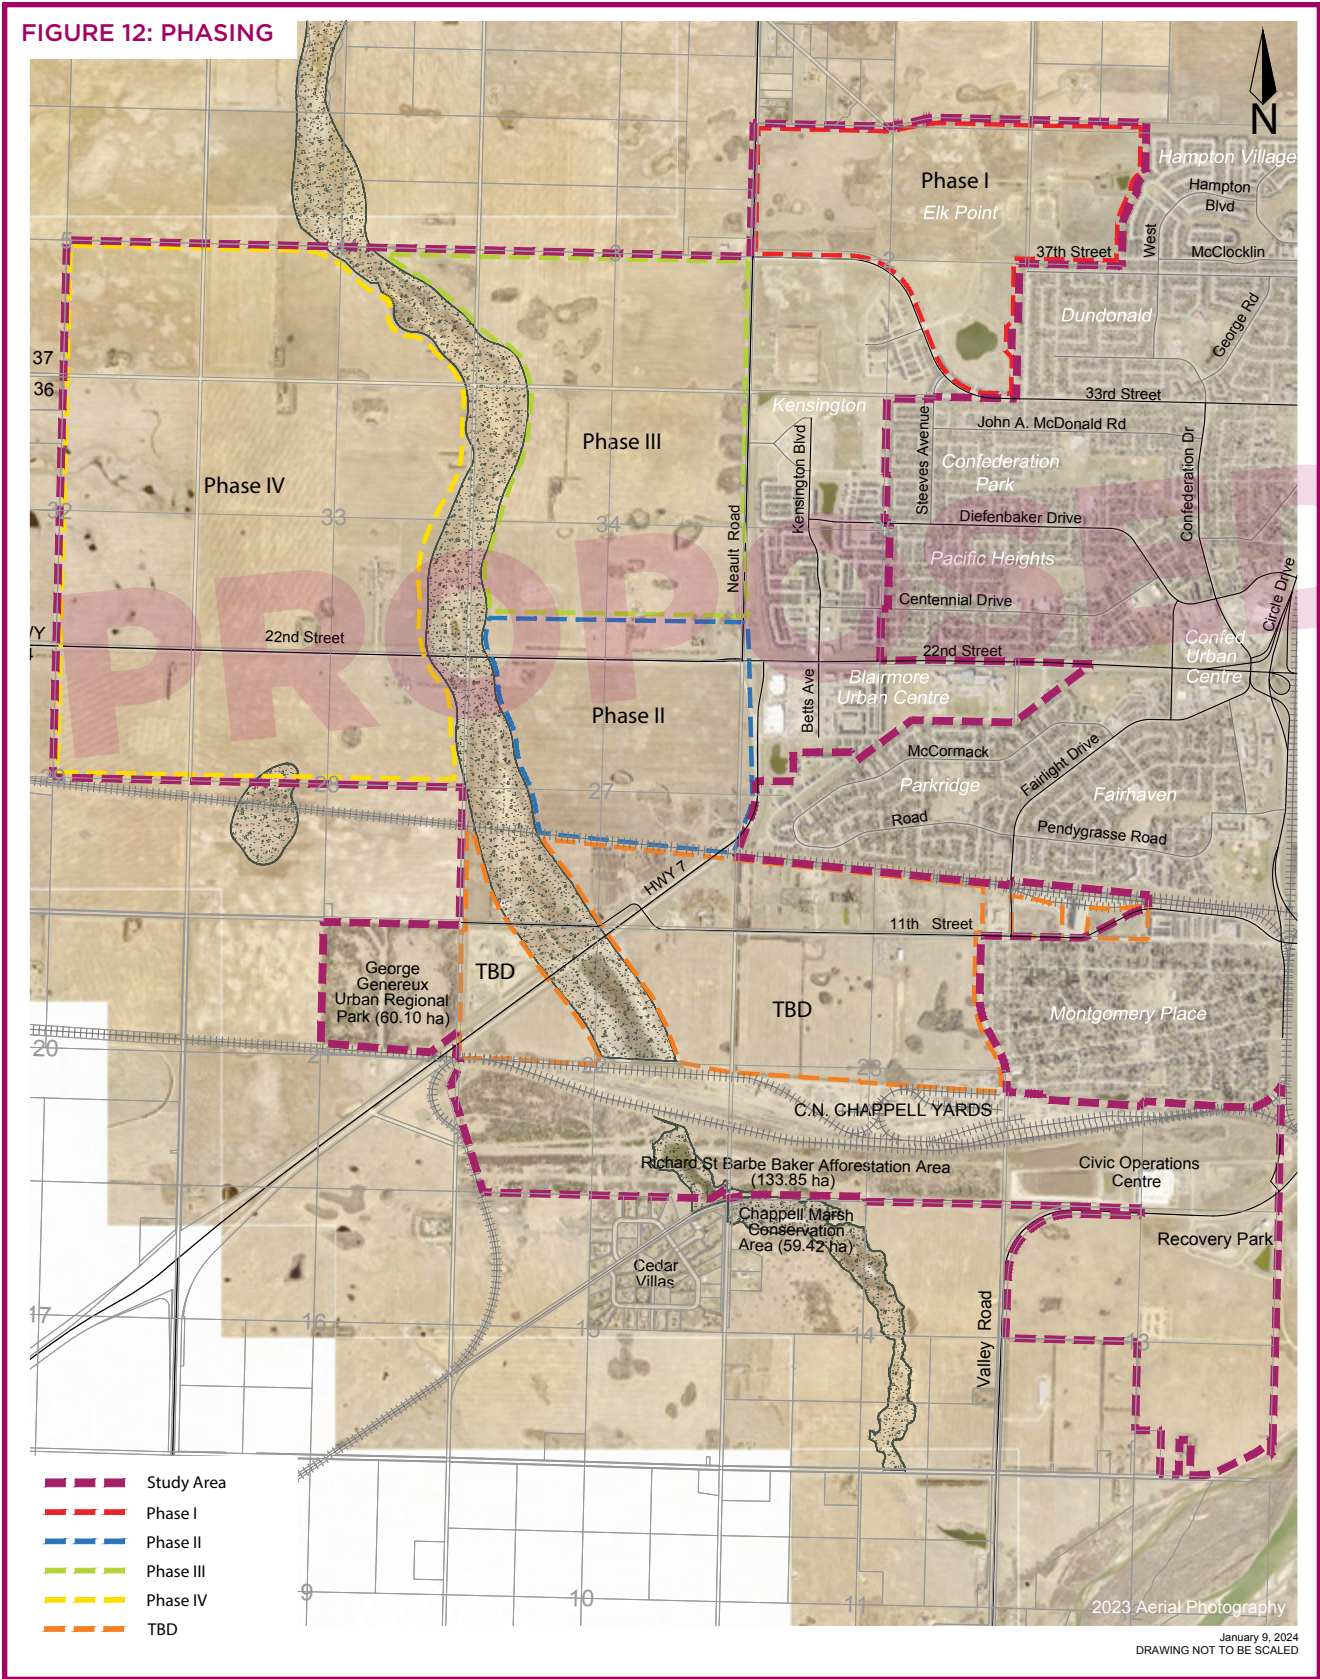 FIGURE 12: PHASING
N
Hampton Village
Hampton
Blvd
Phase I
Elk Point
West
37th Street
McClocklin
3
2
Dundonald
George Rd
37
36
33rd Street
Kensington
John A. McDonald Rd
Steeves Avenue
Kensington Blvd
Confederation Dr
Phase III
Confederation
Park
Phase IV
32
33
34
Diefenbaker Drive
Neault Road
Pacific Heights
PROPOSE
Centennial Drive
Circle Drive
22nd Street
22nd Street
Confed
Urban
Centre
Blairmore
Urban Centre
Betts Ave
Phase II
McCormack
Fairlight Drive
Parkridge
Fairhaven
28
27
Road
Pendygrasse Road
HWY 7
11th Street
George
Genereux
Urban Regional
Park (60.10 ha)
TBD
TBD
Montgomery Place
20
22
23
C.N. CHAPPELL YARDS
Richard St Barbe Baker Afforestation Area
(133.85 ha)
Civic Operations
Centre
Chappell Marsh
Conservation
Area (59.42 ha)
Recovery Park
Cedar
Villas
Valley Road
17
16
15
14
13
9
10
11
Study Area
Phase I
Phase II
Phase III
Phase IV
TBD
2023 Aerial Photography
January 9, 2024
DRAWING NOT TO BE SCALED